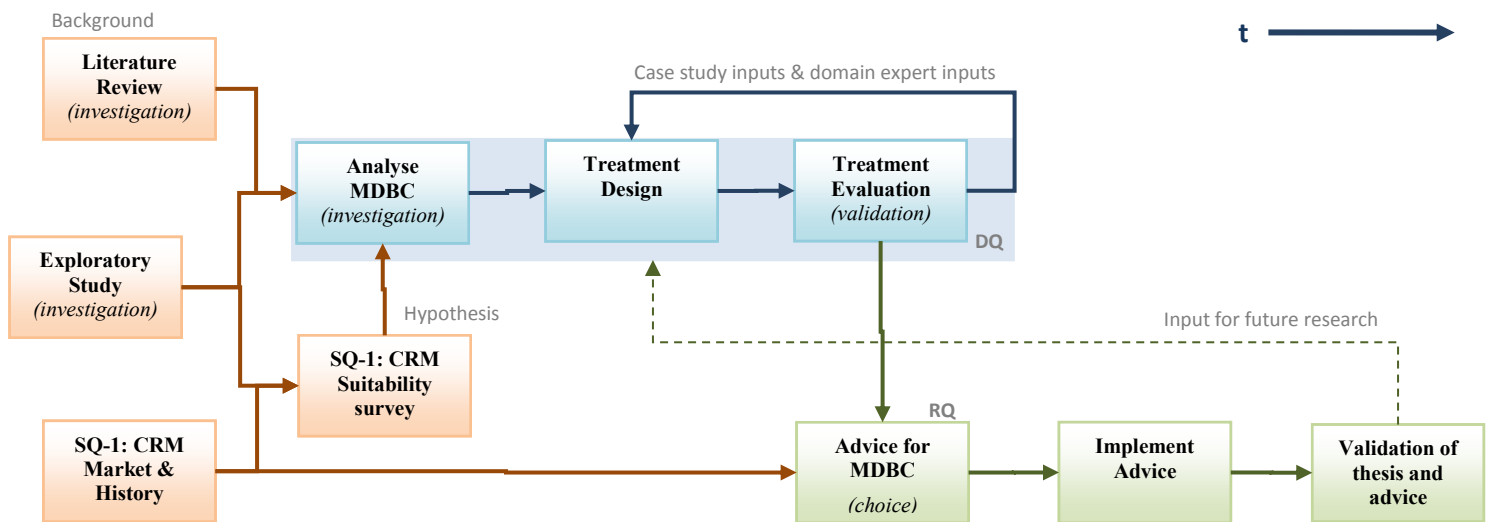 Background
t
Literature
Review
(investigation)
Case study inputs & domain expert inputs
Analyse
MDBC
(investigation)
Treatment
Design
Treatment
Evaluation
(validation)
DQ
Exploratory
Study
(investigation)
Hypothesis
Input for future research
SQ-1: CRM
Suitability
survey
RQ
SQ-1: CRM
Market &
History
Advice for
MDBC
(choice)
Implement
Advice
Validation of
thesis and
advice